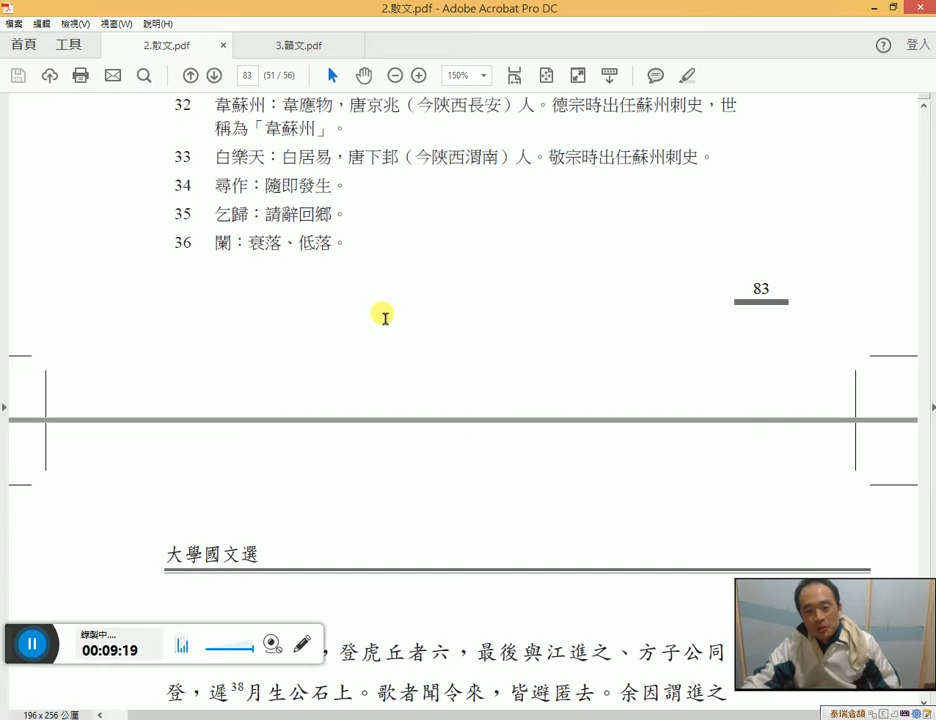 2.散文.pdf - Adobe Acrobat Pro DC
檔案 編輯 檢視(V) 視窗(W) 說明(H)
首頁 工具 2.散文.pdf × 3.韻文.pdf 登入
83 (51 / 56) 150%
32 韋蘇州：韋應物，唐京兆（今陝西長安）人。德宗時出任蘇州刺史，世
稱為「韋蘇州」。
33 白樂天：白居易，唐下邽（今陝西渭南）人。敬宗時出任蘇州刺史。
34 尋作：隨即發生。
35 乞歸：請辭回鄉。
36 闌：衰落、低落。
83
大學國文選
，登虎丘者六，最後與江進之、方子公同
登，遲38月生公石上。歌者聞令來，皆避匿去。余因謂進之
錄製中....
00:09:19
196 x 256 公厘